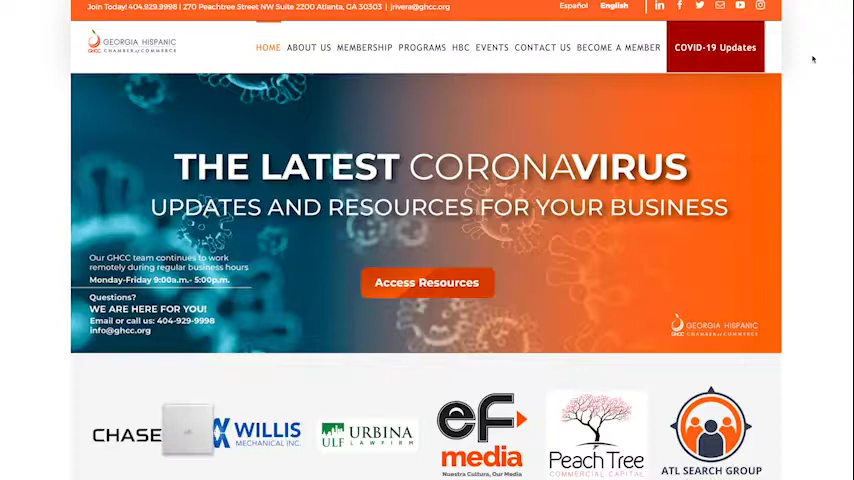 Join Today! 404.929.9998 | 270 Peachtree Street NW Suite 2200 Atlanta, GA 30303 | jrivera@ghcc.org
Español English
GEORGIA HISPANIC
GHCC CHAMBER of COMMERCE
HOME ABOUT US MEMBERSHIP PROGRAMS HBC EVENTS CONTACT US BECOME A MEMBER COVID-19 Updates
THE LATEST CORONAVIRUS
UPDATES AND RESOURCES FOR YOUR BUSINESS
Our GHCC team continues to work
remotely during regular business hours
Monday-Friday 9:00a.m.- 5:00p.m.
Access Resources
Questions?
WE ARE HERE FOR YOU!
Email or call us: 404-929-9998
info@ghcc.org
GEORGIA HISPANIC
GHCC CHAMBER of COMMERCE
CHASE
WILLIS
MECHANICAL INC.
ULF URBINA
LAW FIRM
eF
media
Nuestra Cultura, Our Media
Peach Tree
COMMERCIAL CAPITAL
ATL SEARCH GROUP